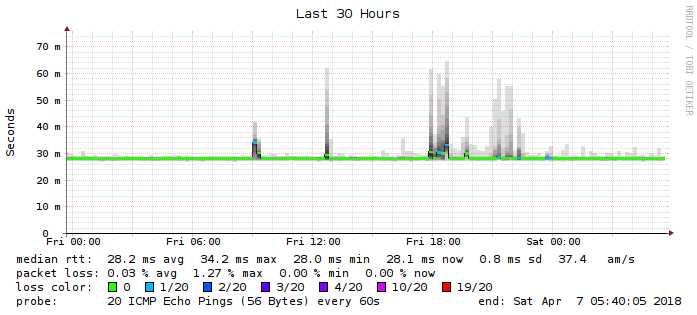 Last 30 Hours
RRDTOOL / TOBI OETIKER
Seconds
70 m
60 m
50 m
40 m
30 m
20 m
10 m
0
Fri 00:00 Fri 06:00 Fri 12:00 Fri 18:00 Sat 00:00
median rtt: 28.2 ms avg 34.2 ms max 28.0 ms min 28.1 ms now 0.8 ms sd 37.4 am/s
packet loss: 0.03 % avg 1.27 % max 0.00 % min 0.00 % now
loss color: 0 1/20 2/20 3/20 4/20 10/20 19/20
probe: 20 ICMP Echo Pings (56 Bytes) every 60s end: Sat Apr 7 05:40:05 2018